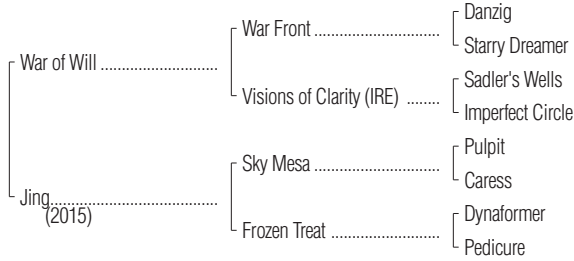 Danzig
War Front ..........................
Starry Dreamer
War of Will ...........................
Sadler's Wells
Visions of Clarity (IRE) ........
Imperfect Circle
Pulpit
Sky Mesa ..........................
Caress
Jing.......................................
(2015)
Dynaformer
Frozen Treat .........................
Pedicure